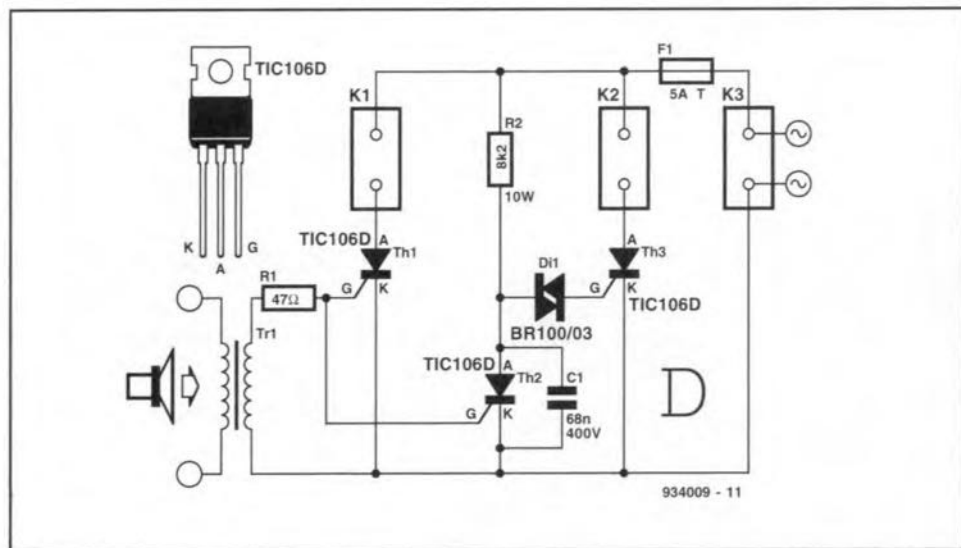 TIC106D
K
A
G
K1
TIC106D
A
Th1
G
K
R1
47Ω
Tr1
R2
8k2
10W
Di1
BR100/03
TIC106D
A
Th2
G
K
C1
68n
400V
F1
5A T
K2
A
Th3
G
K
TIC106D
K3
934009 - 11